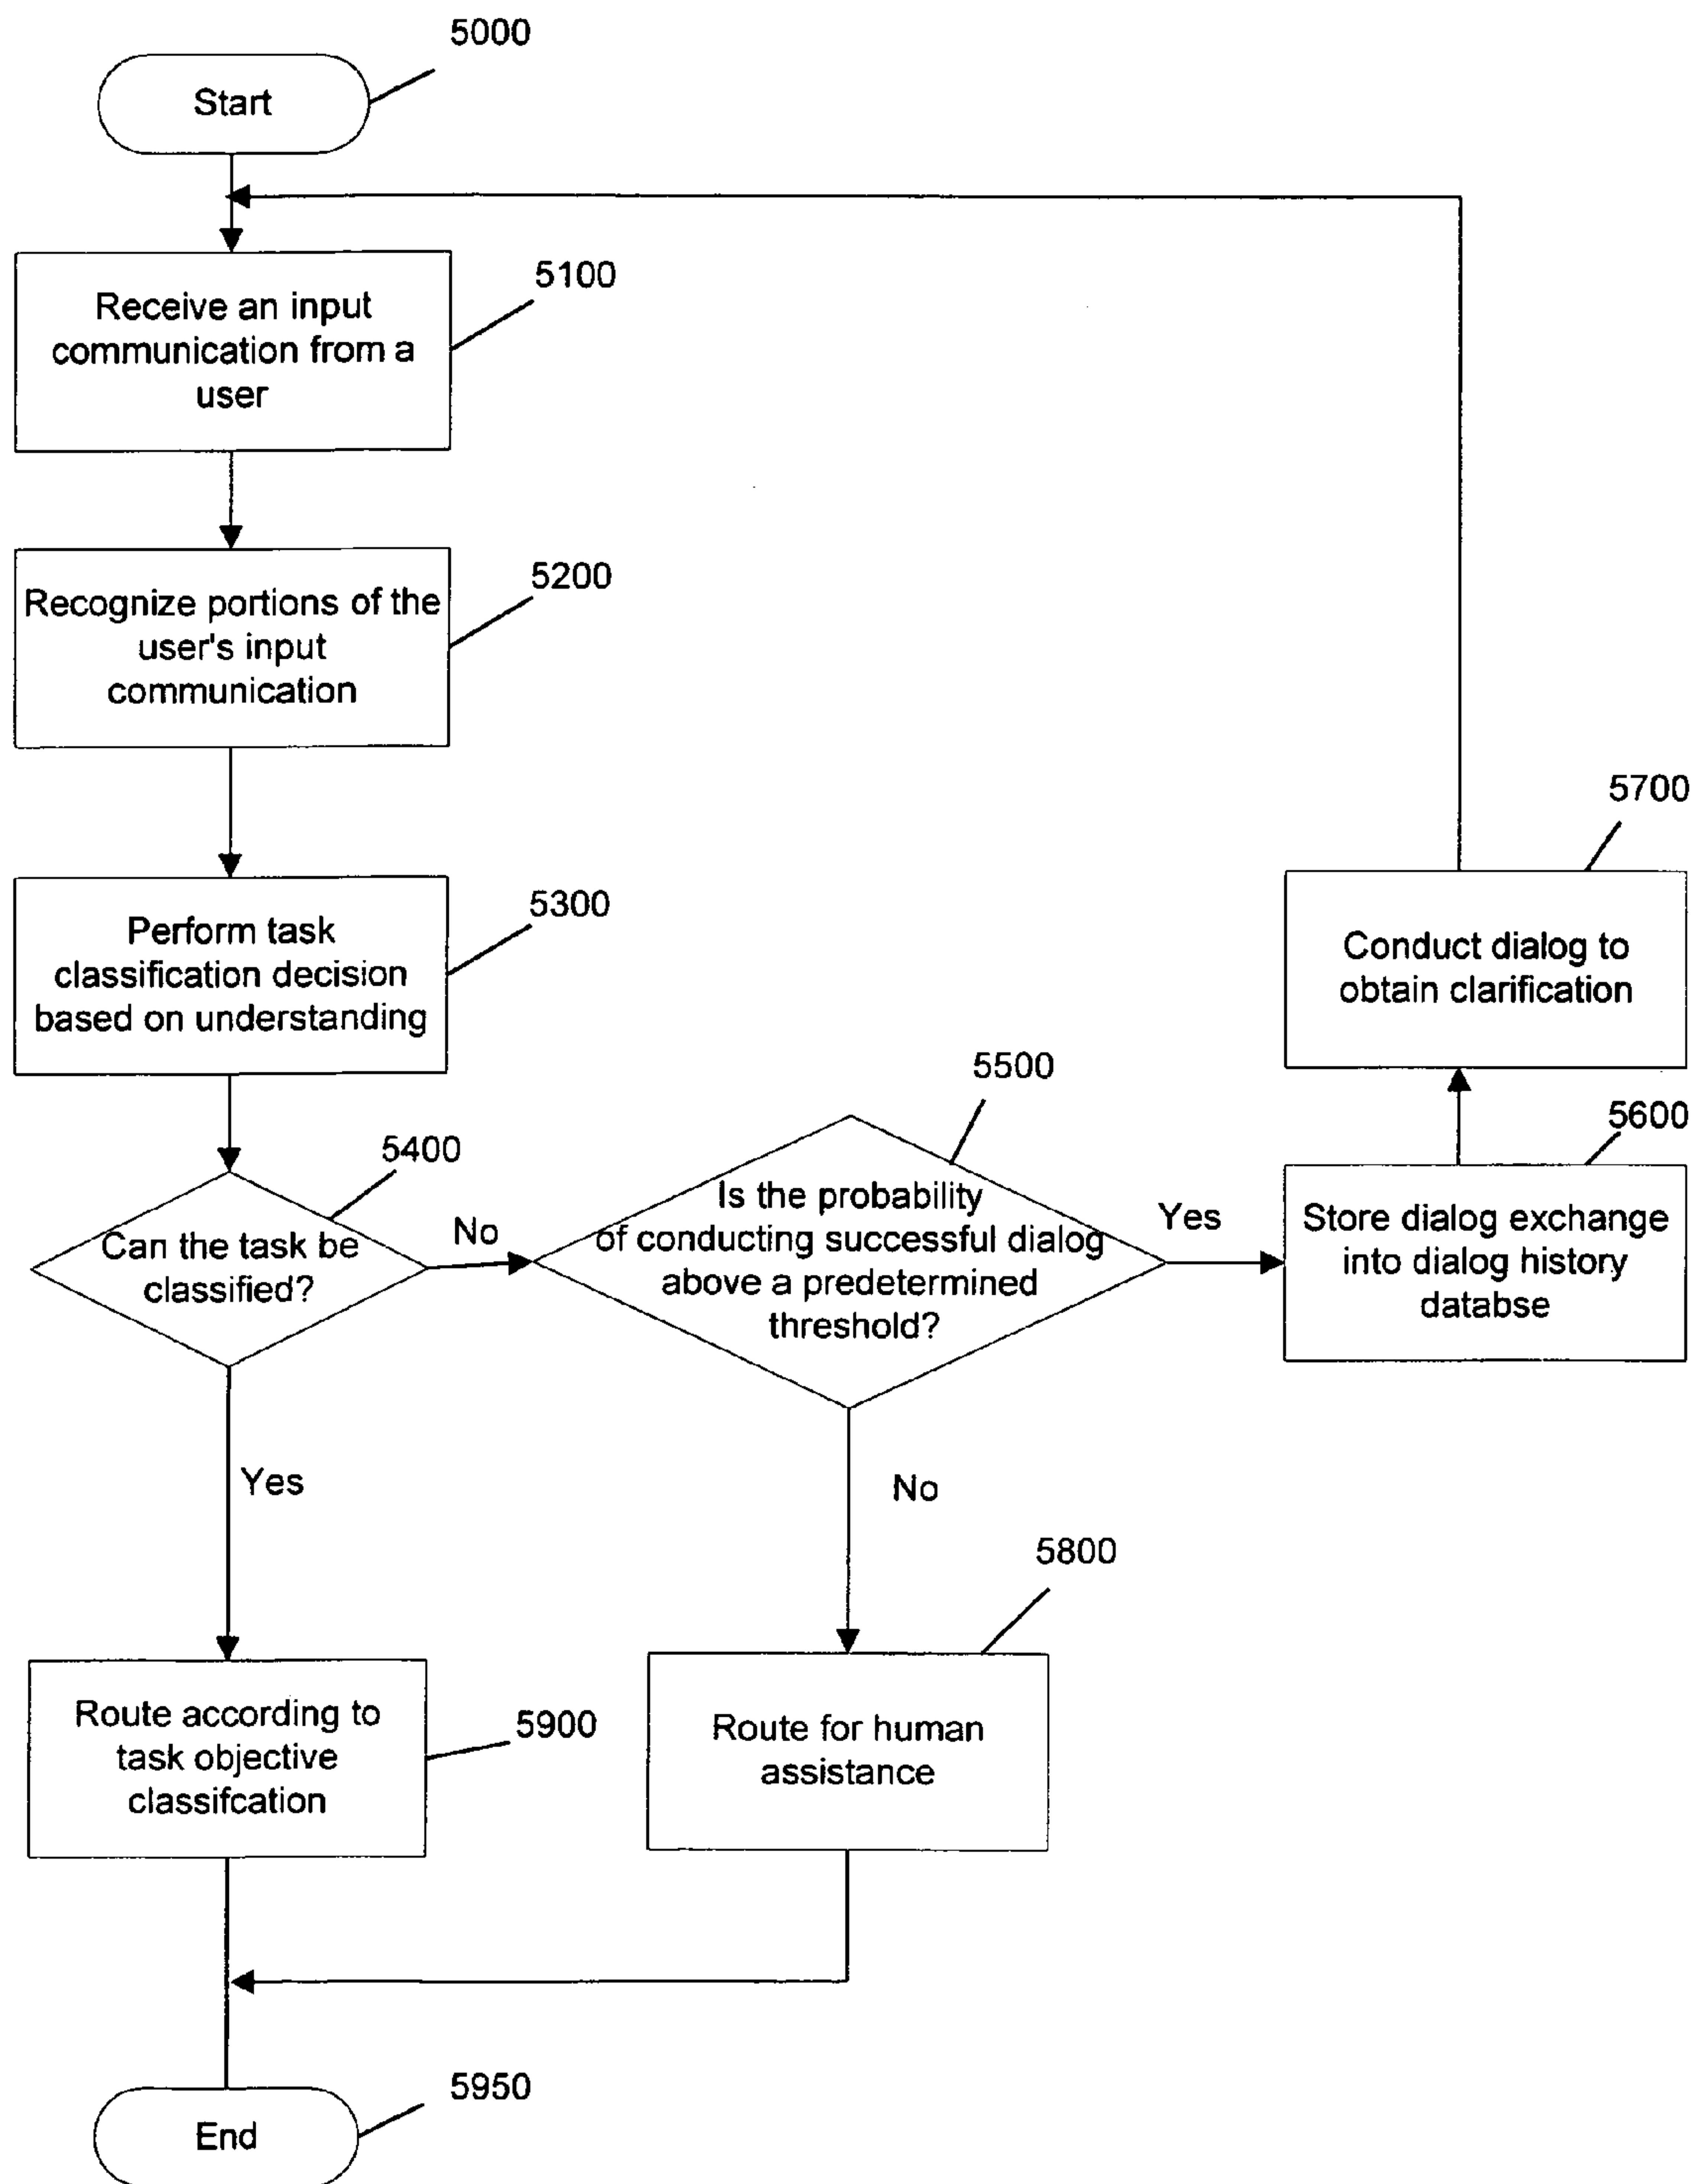 5000
Start
5100
Receive an input
communication from a
user
5200
Recognize portions of the
user's input
communication
5300
Perform task
classification decision
based on understanding
5400
Can the task be
classified?
No
5500
Is the probability
of conducting successful dialog
above a predetermined
threshold?
Yes
5600
Store dialog exchange
into dialog history
databse
5700
Conduct dialog to
obtain clarification
Yes
No
5800
Route for human
assistance
5900
Route according to
task objective
classifcation
5950
End